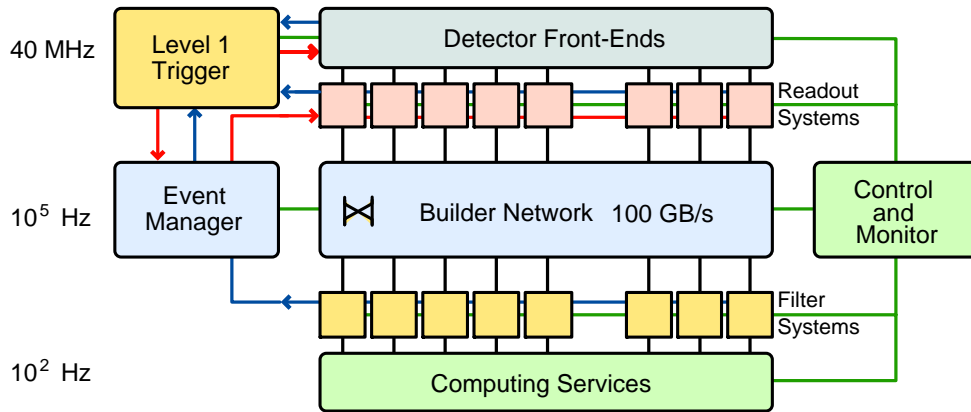 40 MHz
Level 1
Trigger
Detector Front-Ends
Readout
Systems
10⁵ Hz
Event
Manager
Builder Network 100 GB/s
Control
and
Monitor
Filter
Systems
10² Hz
Computing Services